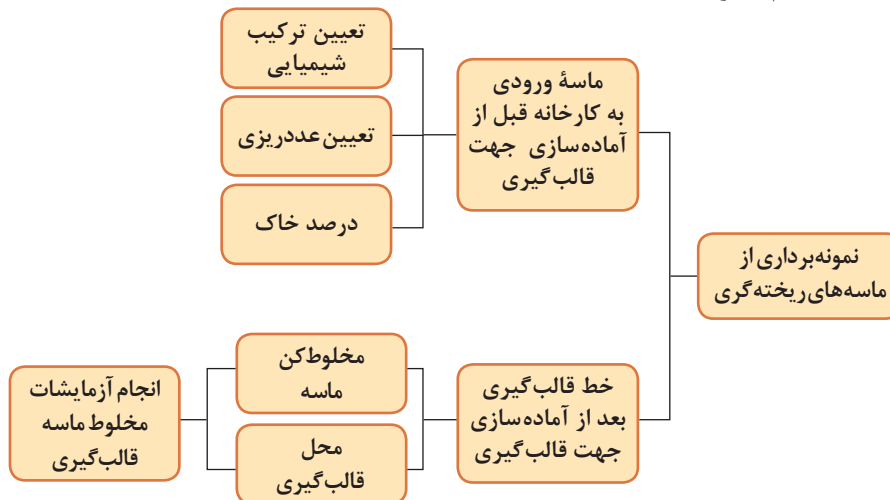 نمونه‌برداری از
ماسه‌های ریخته‌گری
ماسهٔ ورودی
به کارخانه قبل از
آماده‌سازی جهت
قالب‌گیری
تعیین ترکیب
شیمیایی
تعیین عددریزی
درصد خاک
خط قالب‌گیری
بعد از آماده‌سازی
جهت قالب‌گیری
مخلوط‌کن
ماسه
محل
قالب‌گیری
انجام آزمایشات
مخلوط ماسه
قالب‌گیری